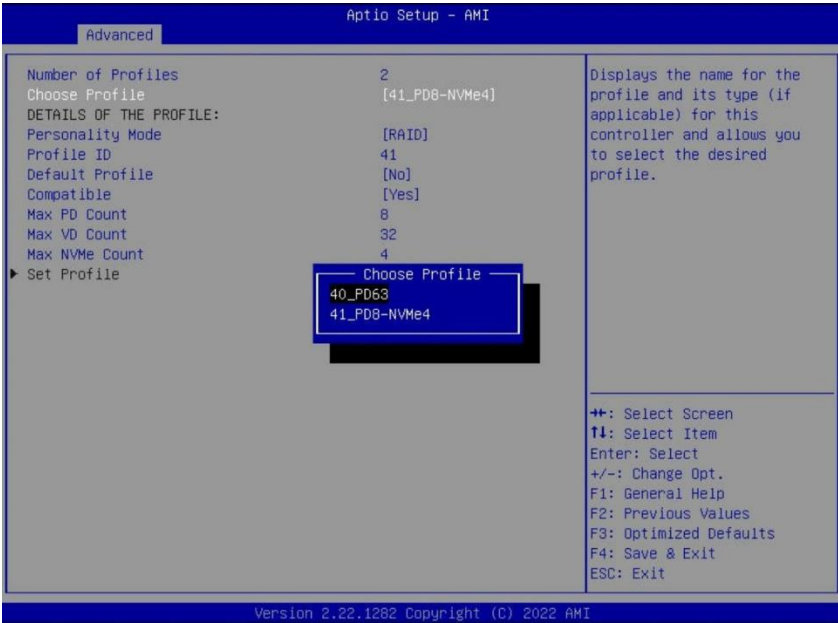 Aptio Setup - AMI
Advanced
Number of Profiles 2
Choose Profile [41_PD8-NVMe4]
DETAILS OF THE PROFILE:
Personality Mode [RAID]
Profile ID 41
Default Profile [No]
Compatible [Yes]
Max PD Count 8
Max VD Count 32
Max NVMe Count 4
Set Profile
Choose Profile
40_PD63
41_PD8-NVMe4
Displays the name for the
profile and its type (if
applicable) for this
controller and allows you
to select the desired
profile.
→←: Select Screen
↑↓: Select Item
Enter: Select
+/-: Change Opt.
F1: General Help
F2: Previous Values
F3: Optimized Defaults
F4: Save & Exit
ESC: Exit
Version 2.22.1282 Copyright (C) 2022 AMI